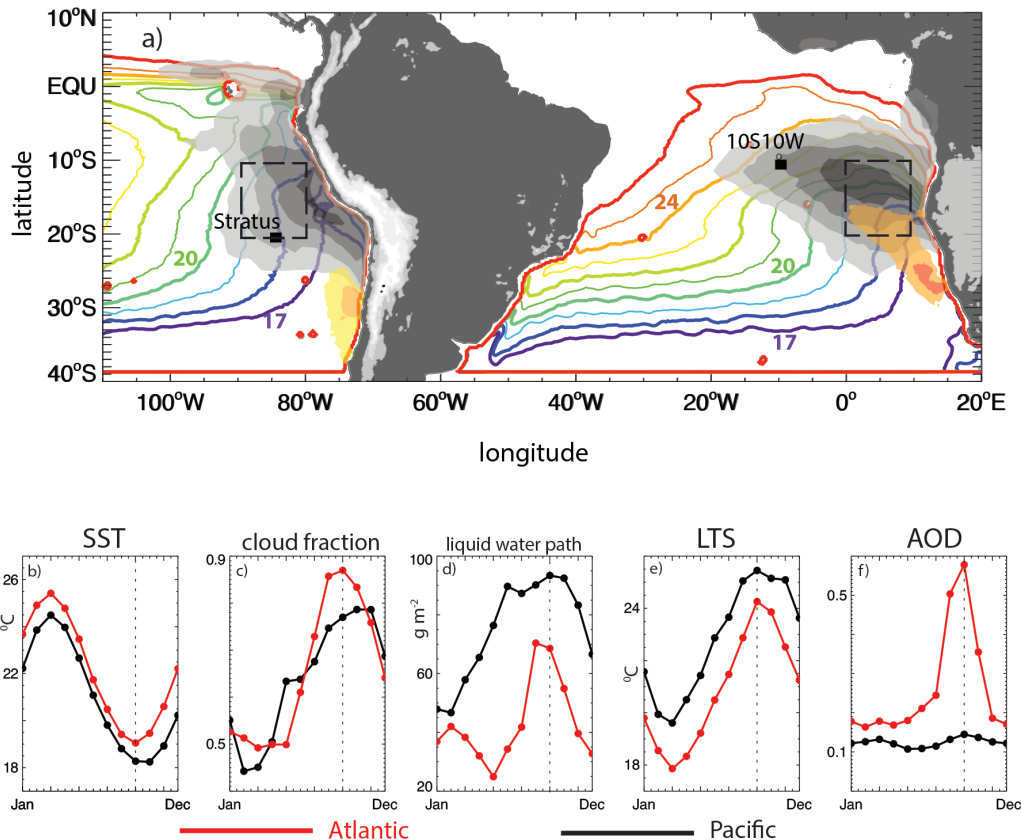 10°N
EQU
10°S
20°S
30°S
40°S
latitude
a)
Stratus
20
17
10S10W
24
20
17
100°W
80°W
60°W
40°W
20°W
0°
20°E
longitude
SST
cloud fraction
liquid water path
LTS
AOD
b)
26
22
18
°C
Jan
Dec
c)
0.9
0.5
Jan
Dec
d)
100
80
60
40
20
g m-2
Jan
Dec
e)
24
18
°C
Jan
Dec
f)
0.5
0.1
Jan
Dec
Atlantic
Pacific